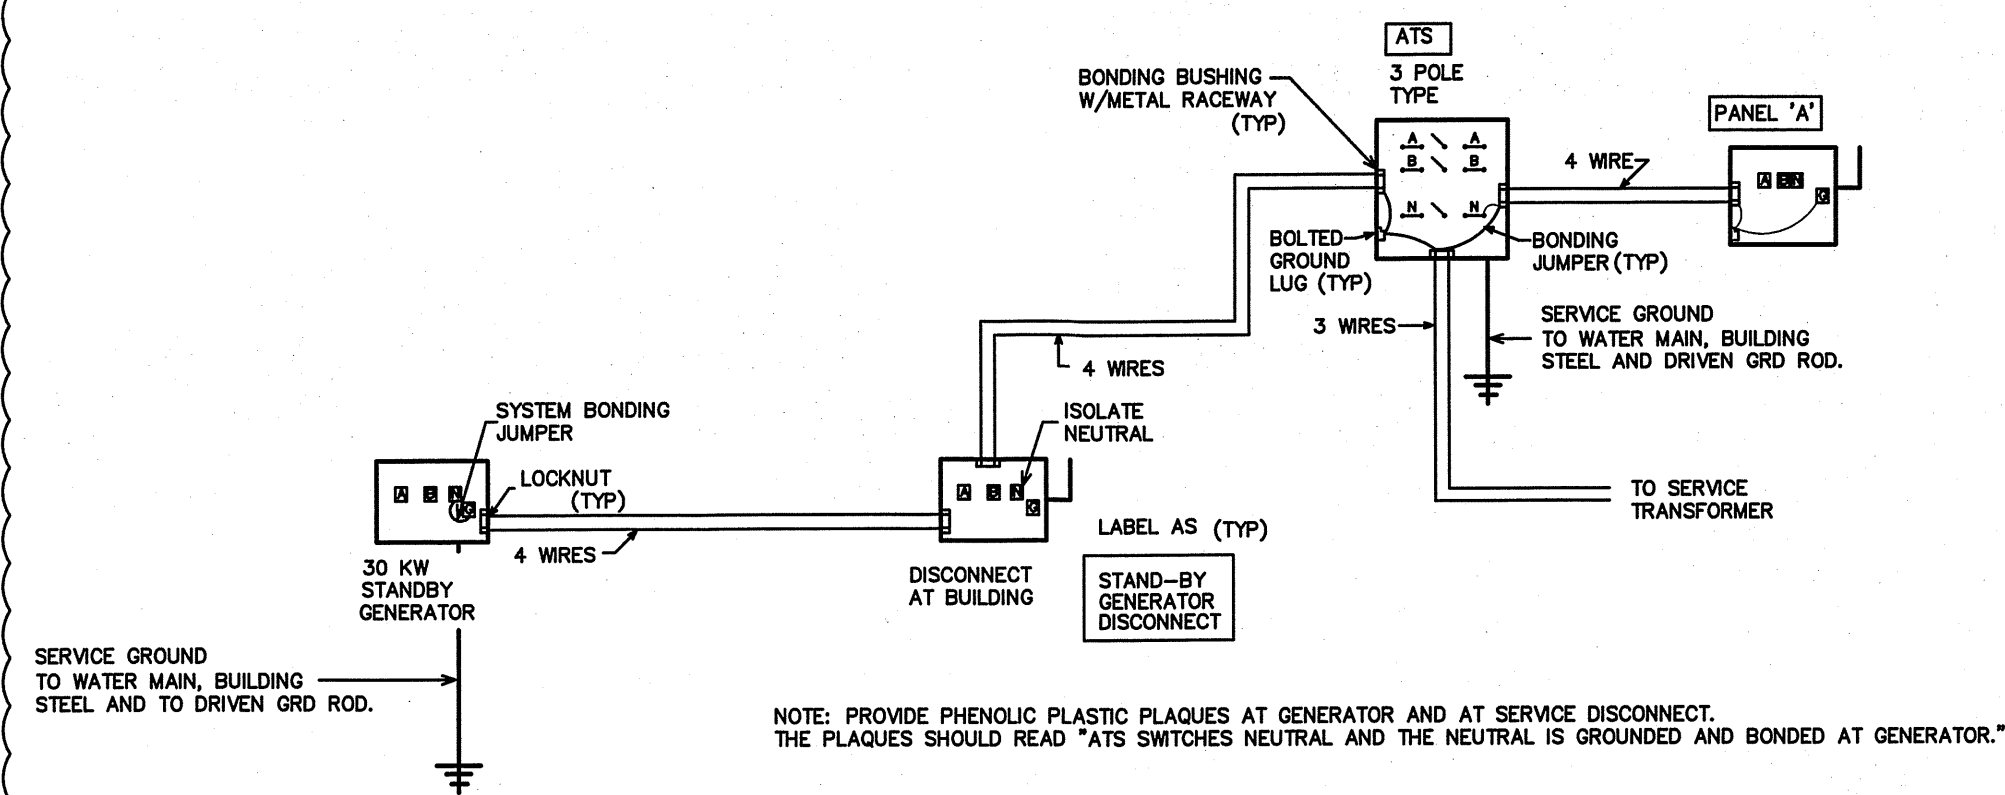 ATS
3 POLE
TYPE
BONDING BUSHING
W/METAL RACEWAY
(TYP)
PANEL 'A'
A A
B B
N N
4 WIRE
A B N
G
BOLTED
GROUND
LUG (TYP)
BONDING
JUMPER (TYP)
3 WIRES
SERVICE GROUND
TO WATER MAIN, BUILDING
STEEL AND DRIVEN GRD ROD.
4 WIRES
SYSTEM BONDING
JUMPER
ISOLATE
NEUTRAL
LOCKNUT
(TYP)
A B N
G
A B N
G
TO SERVICE
TRANSFORMER
4 WIRES
LABEL AS (TYP)
30 KW
STANDBY
GENERATOR
DISCONNECT
AT BUILDING
STAND-BY
GENERATOR
DISCONNECT
SERVICE GROUND
TO WATER MAIN, BUILDING
STEEL AND TO DRIVEN GRD ROD.
NOTE: PROVIDE PHENOLIC PLASTIC PLAQUES AT GENERATOR AND AT SERVICE DISCONNECT.
THE PLAQUES SHOULD READ "ATS SWITCHES NEUTRAL AND THE NEUTRAL IS GROUNDED AND BONDED AT GENERATOR."